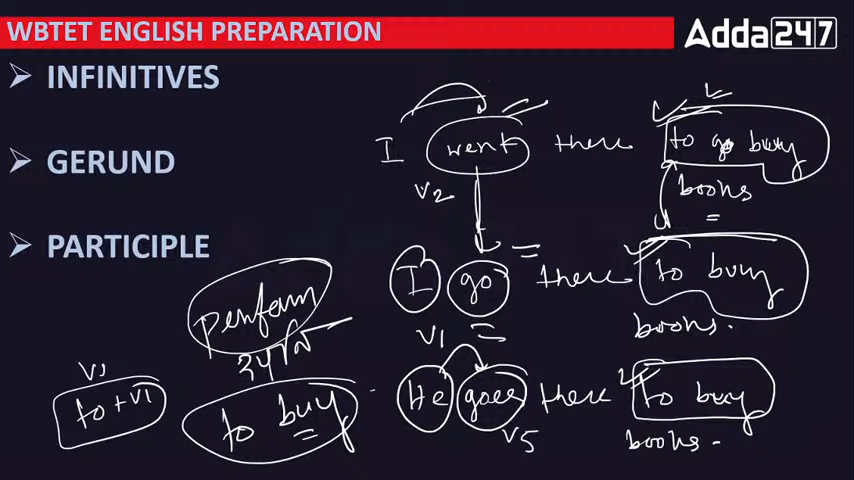 WBTET ENGLISH PREPARATION
Adda247
INFINITIVES
GERUND
PARTICIPLE
I went there to go buy
V2
books
I go there to buy
V1
books.
He goes there to buy
V5
books.
perform
V1
to + V1
to buy